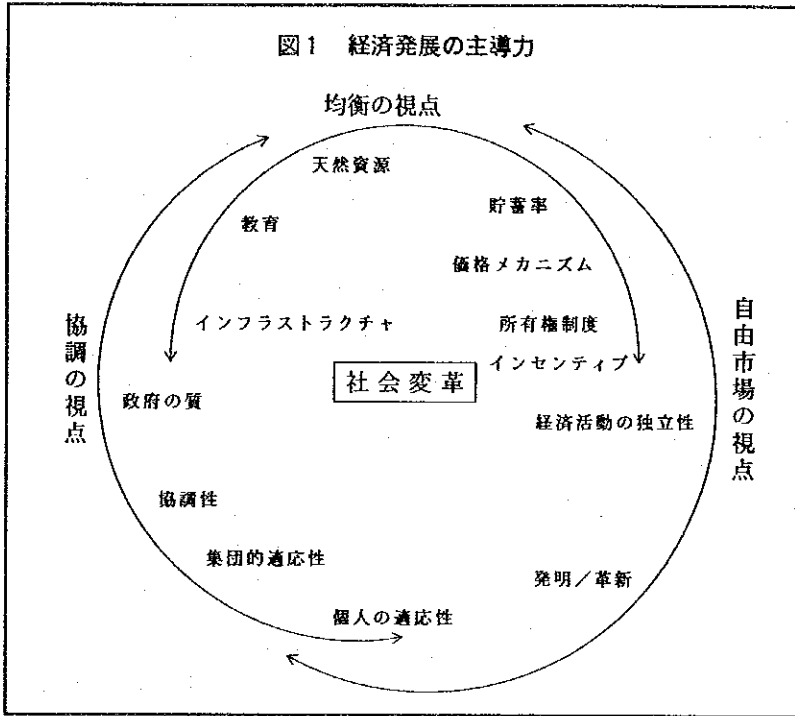 図1 経済発展の主導力
均衡の視点
天然資源
貯蓄率
教育
価格メカニズム
協調の視点
自由市場の視点
インフラストラクチャ
所有権制度
インセンティブ
社会変革
政府の質
経済活動の独立性
協調性
集団的適応性
発明／革新
個人の適応性